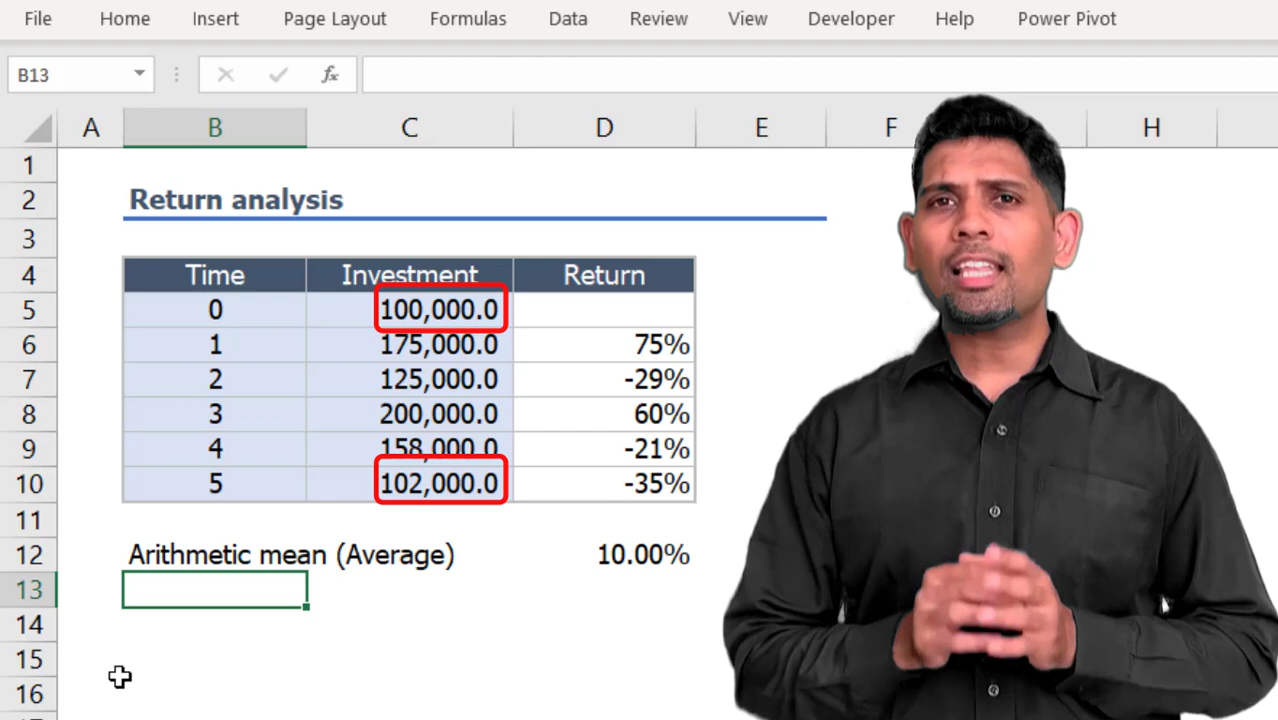 File Home Insert Page Layout Formulas Data Review View Developer Help Power Pivot
B13 fx
A B C D E F H
1
2 Return analysis
3
4 Time Investment Return
5 0 100,000.0
6 1 175,000.0 75%
7 2 125,000.0 -29%
8 3 200,000.0 60%
9 4 158,000.0 -21%
10 5 102,000.0 -35%
11
12 Arithmetic mean (Average) 10.00%
13
14
15
16